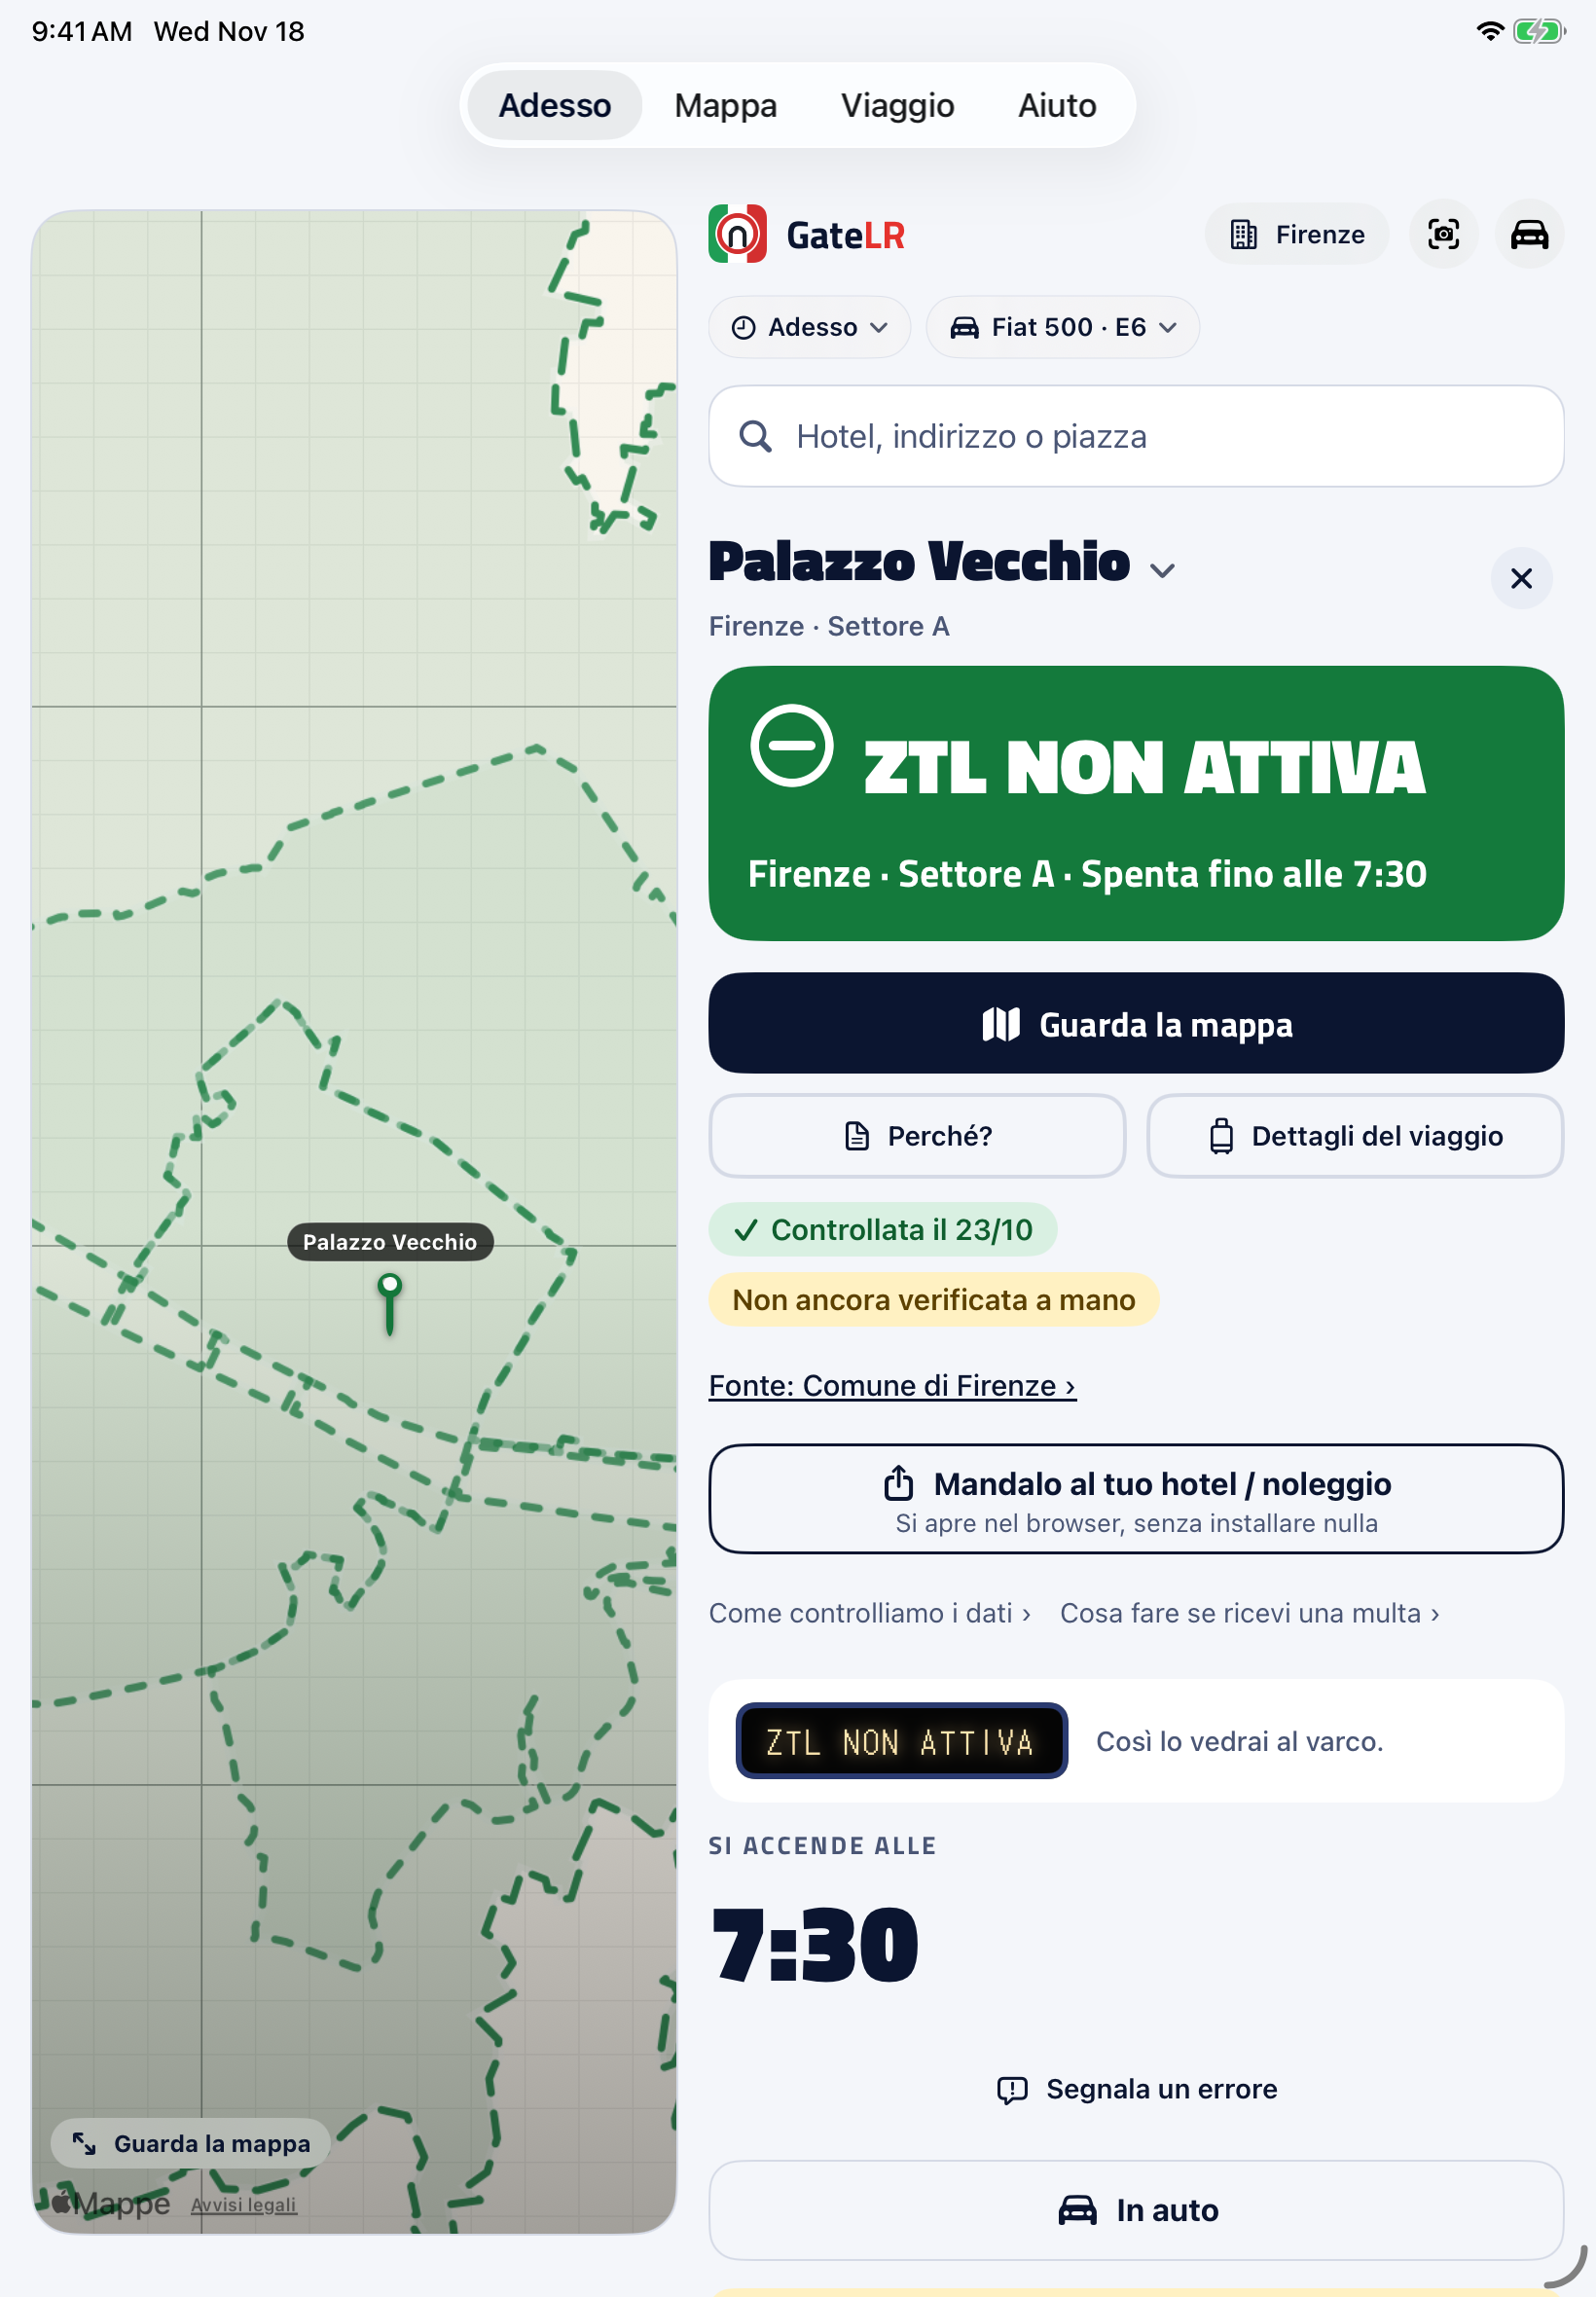 9:41 AM Wed Nov 18
Adesso Mappa Viaggio Aiuto
GateLR
Firenze
Adesso
Fiat 500 · E6
Hotel, indirizzo o piazza
Palazzo Vecchio
Firenze · Settore A
ZTL NON ATTIVA
Firenze · Settore A · Spenta fino alle 7:30
Guarda la mappa
Perché?
Dettagli del viaggio
Controllata il 23/10
Non ancora verificata a mano
Fonte: Comune di Firenze ›
Mandalo al tuo hotel / noleggio
Si apre nel browser, senza installare nulla
Come controlliamo i dati › Cosa fare se ricevi una multa ›
ZTL NON ATTIVA
Così lo vedrai al varco.
SI ACCENDE ALLE
7:30
Segnala un errore
In auto
Palazzo Vecchio
Guarda la mappa
Mappe
Avvisi legali